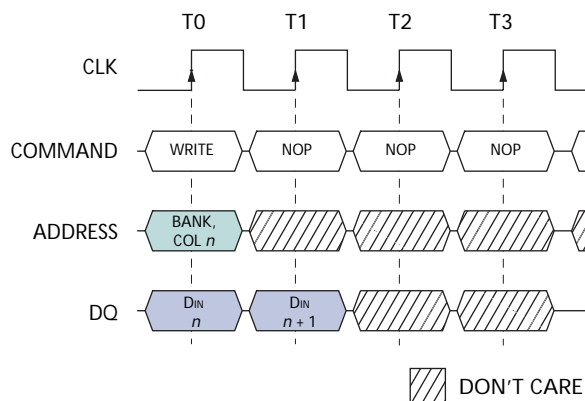 T0 T1 T2 T3
CLK
COMMAND WRITE NOP NOP NOP
ADDRESS BANK,
COL n
DQ DIN DIN
n n + 1
DON'T CARE